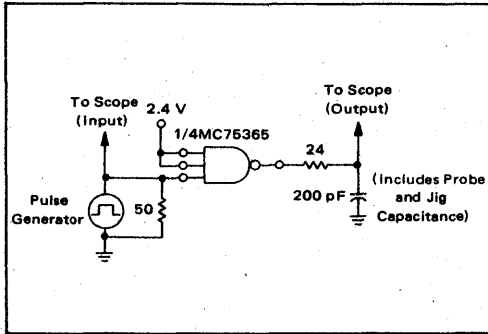 To Scope
(Input)
2.4 V
1/4MC75365
To Scope
(Output)
24
Pulse
Generator
50
200 pF
(Includes Probe
and Jig
Capacitance)